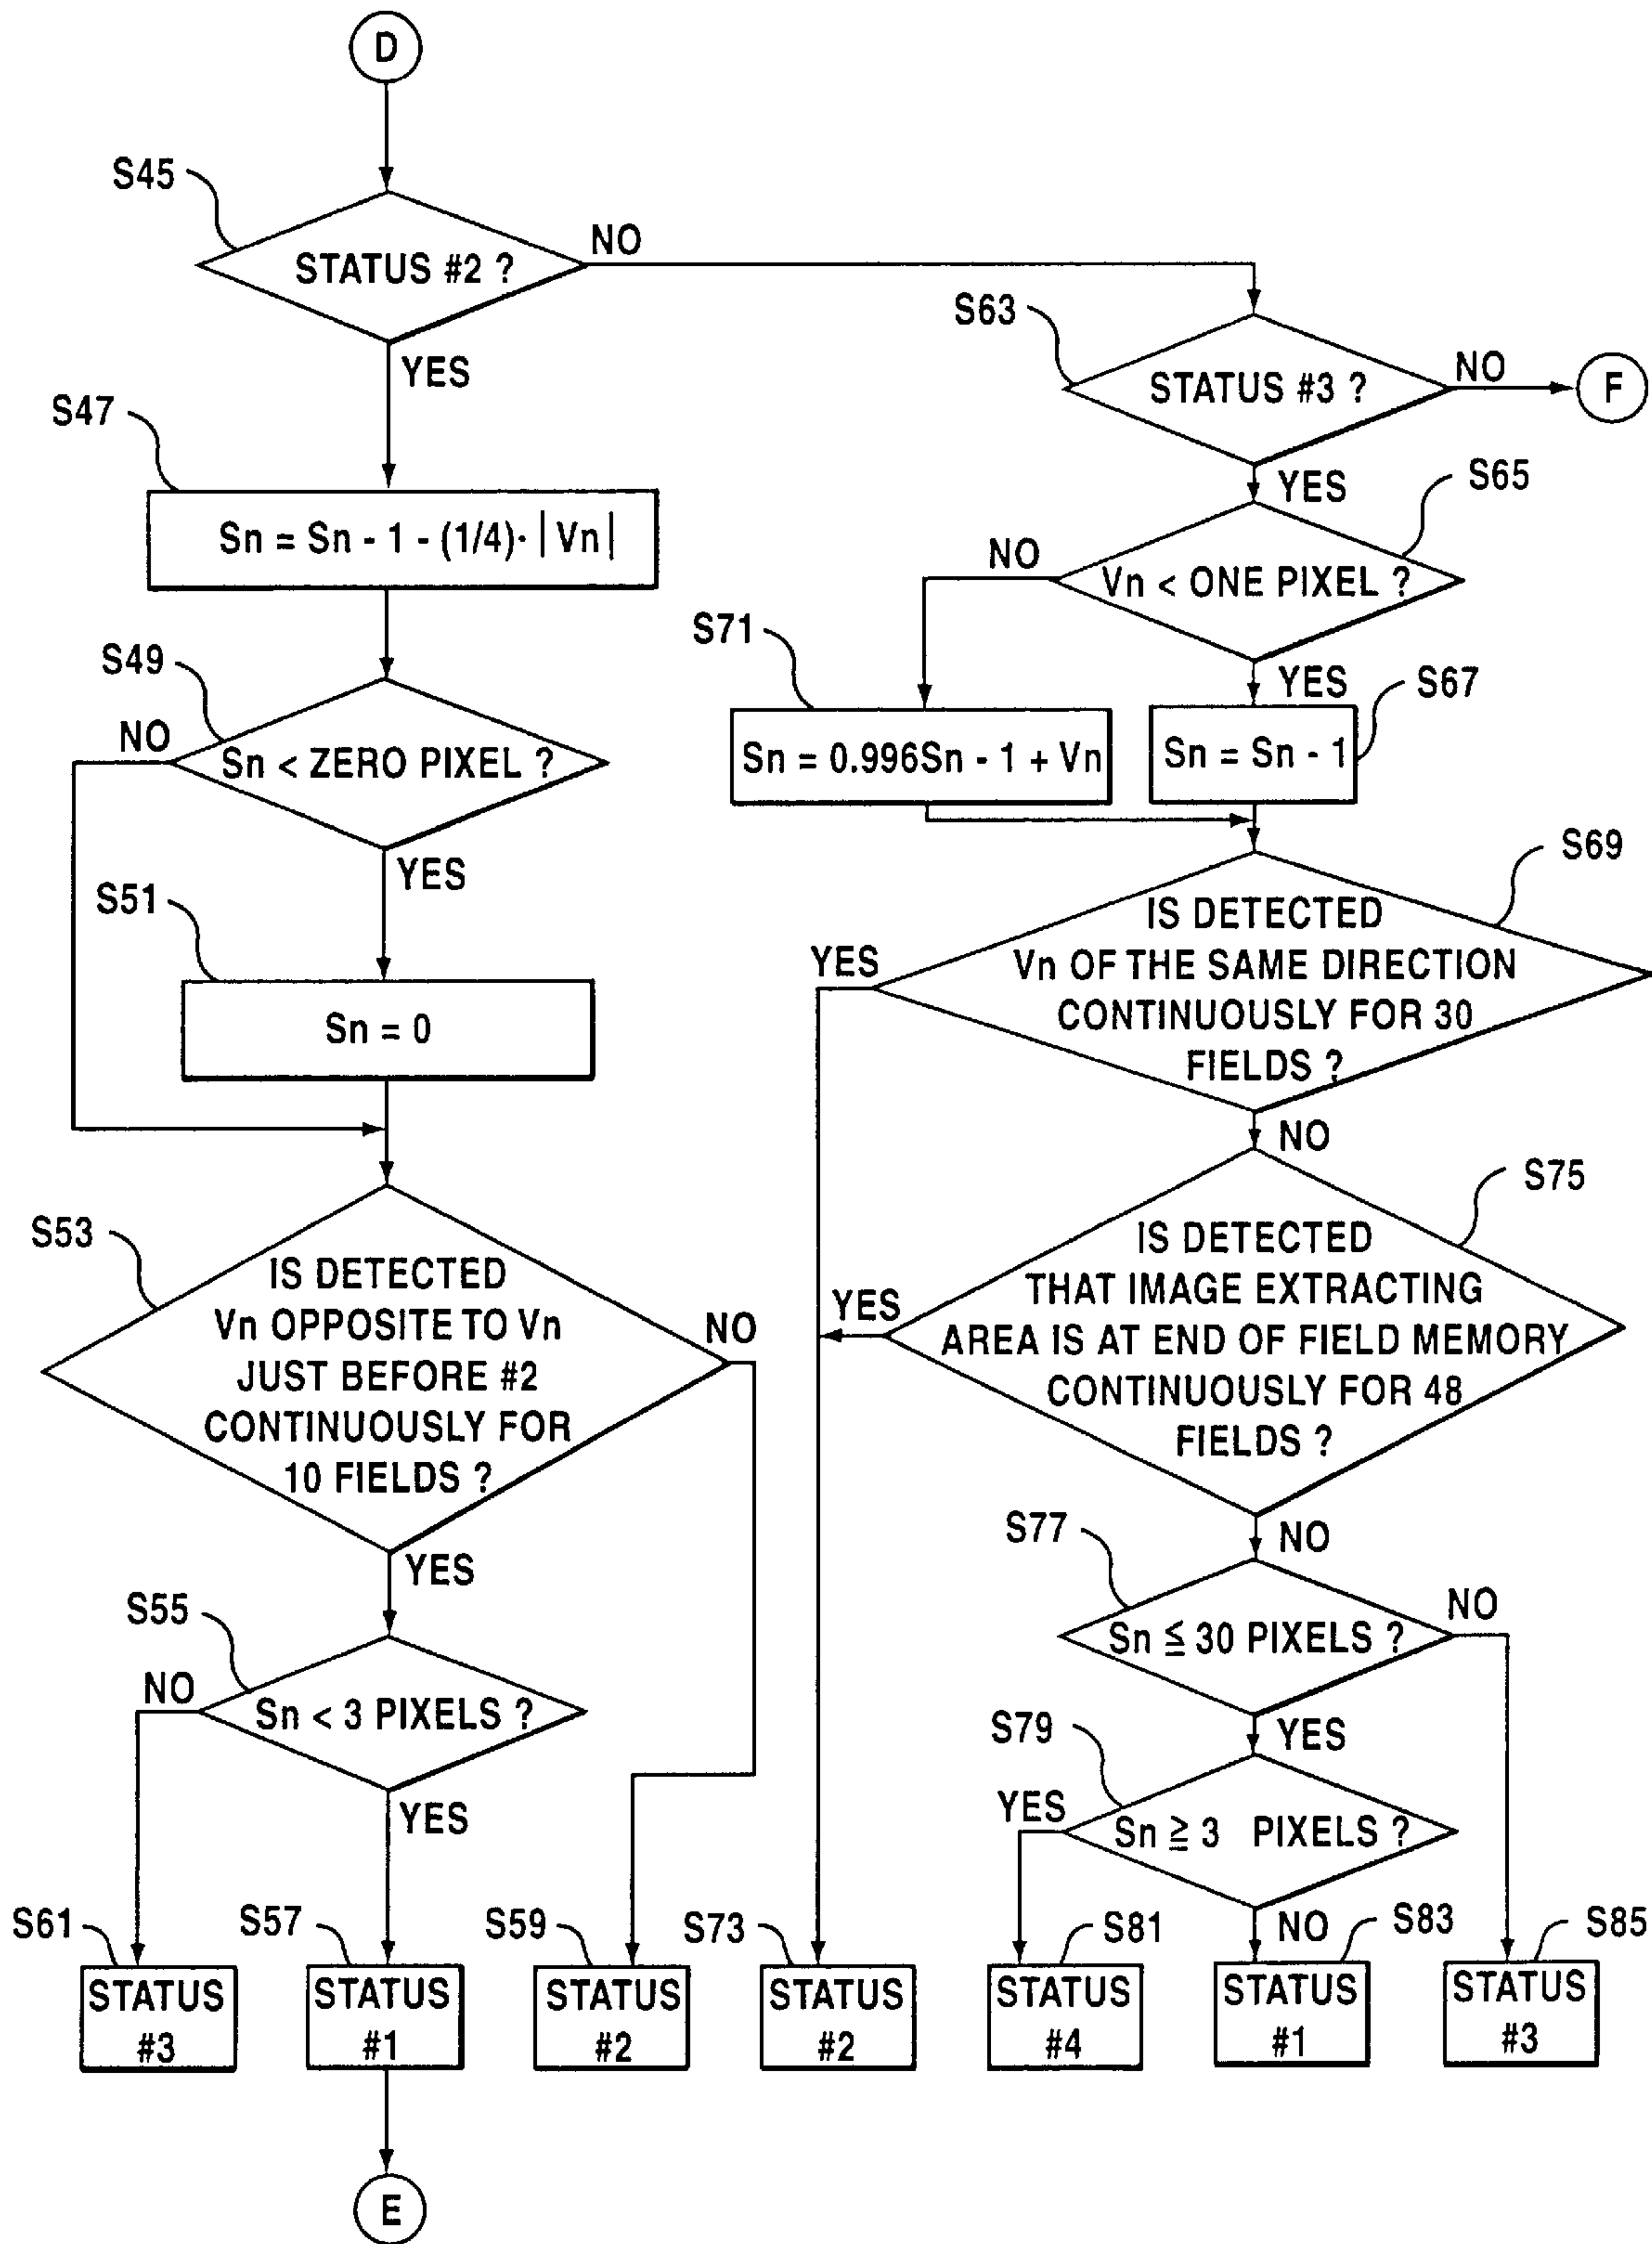 D
S45
STATUS #2 ?
NO
YES
S63
STATUS #3 ?
NO
F
YES
S47
Sn = Sn - 1 - (1/4)· | Vn |
S65
Vn < ONE PIXEL ?
NO
YES
S71
Sn = 0.996Sn - 1 + Vn
S67
Sn = Sn - 1
S49
Sn < ZERO PIXEL ?
NO
YES
S51
Sn = 0
S69
IS DETECTED
Vn OF THE SAME DIRECTION
CONTINUOUSLY FOR 30
FIELDS ?
YES
NO
S53
IS DETECTED
Vn OPPOSITE TO Vn
JUST BEFORE #2
CONTINUOUSLY FOR
10 FIELDS ?
NO
YES
S75
IS DETECTED
THAT IMAGE EXTRACTING
AREA IS AT END OF FIELD MEMORY
CONTINUOUSLY FOR 48
FIELDS ?
YES
NO
S55
Sn < 3 PIXELS ?
NO
YES
S77
Sn ≦ 30 PIXELS ?
NO
YES
S79
Sn ≧ 3 PIXELS ?
YES
NO
S61
STATUS
#3
S57
STATUS
#1
S59
STATUS
#2
S73
STATUS
#2
S81
STATUS
#4
S83
STATUS
#1
S85
STATUS
#3
E